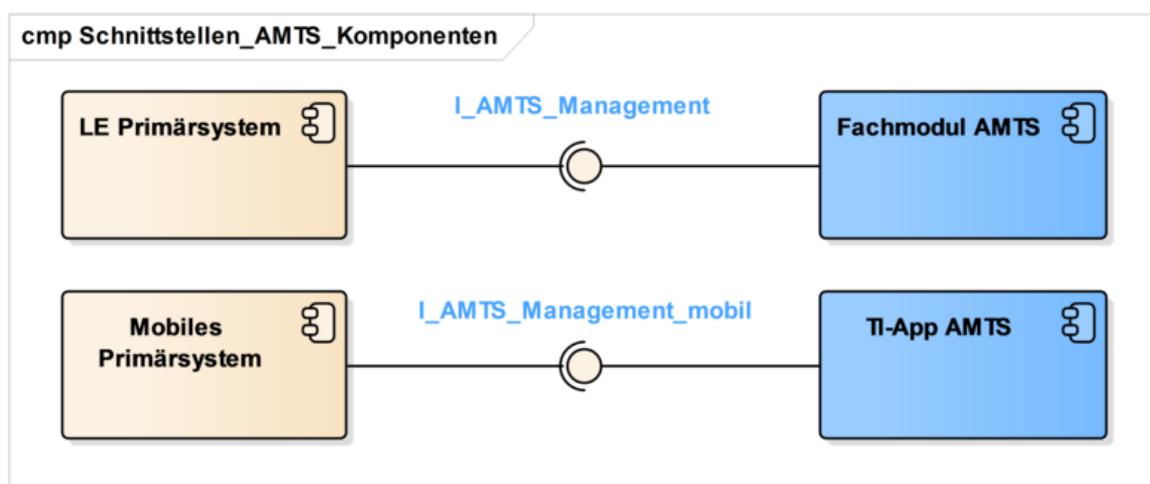 cmp Schnittstellen_AMTS_Komponenten
LE Primärsystem
I_AMTS_Management
Fachmodul AMTS
Mobiles
Primärsystem
I_AMTS_Management_mobil
TI-App AMTS